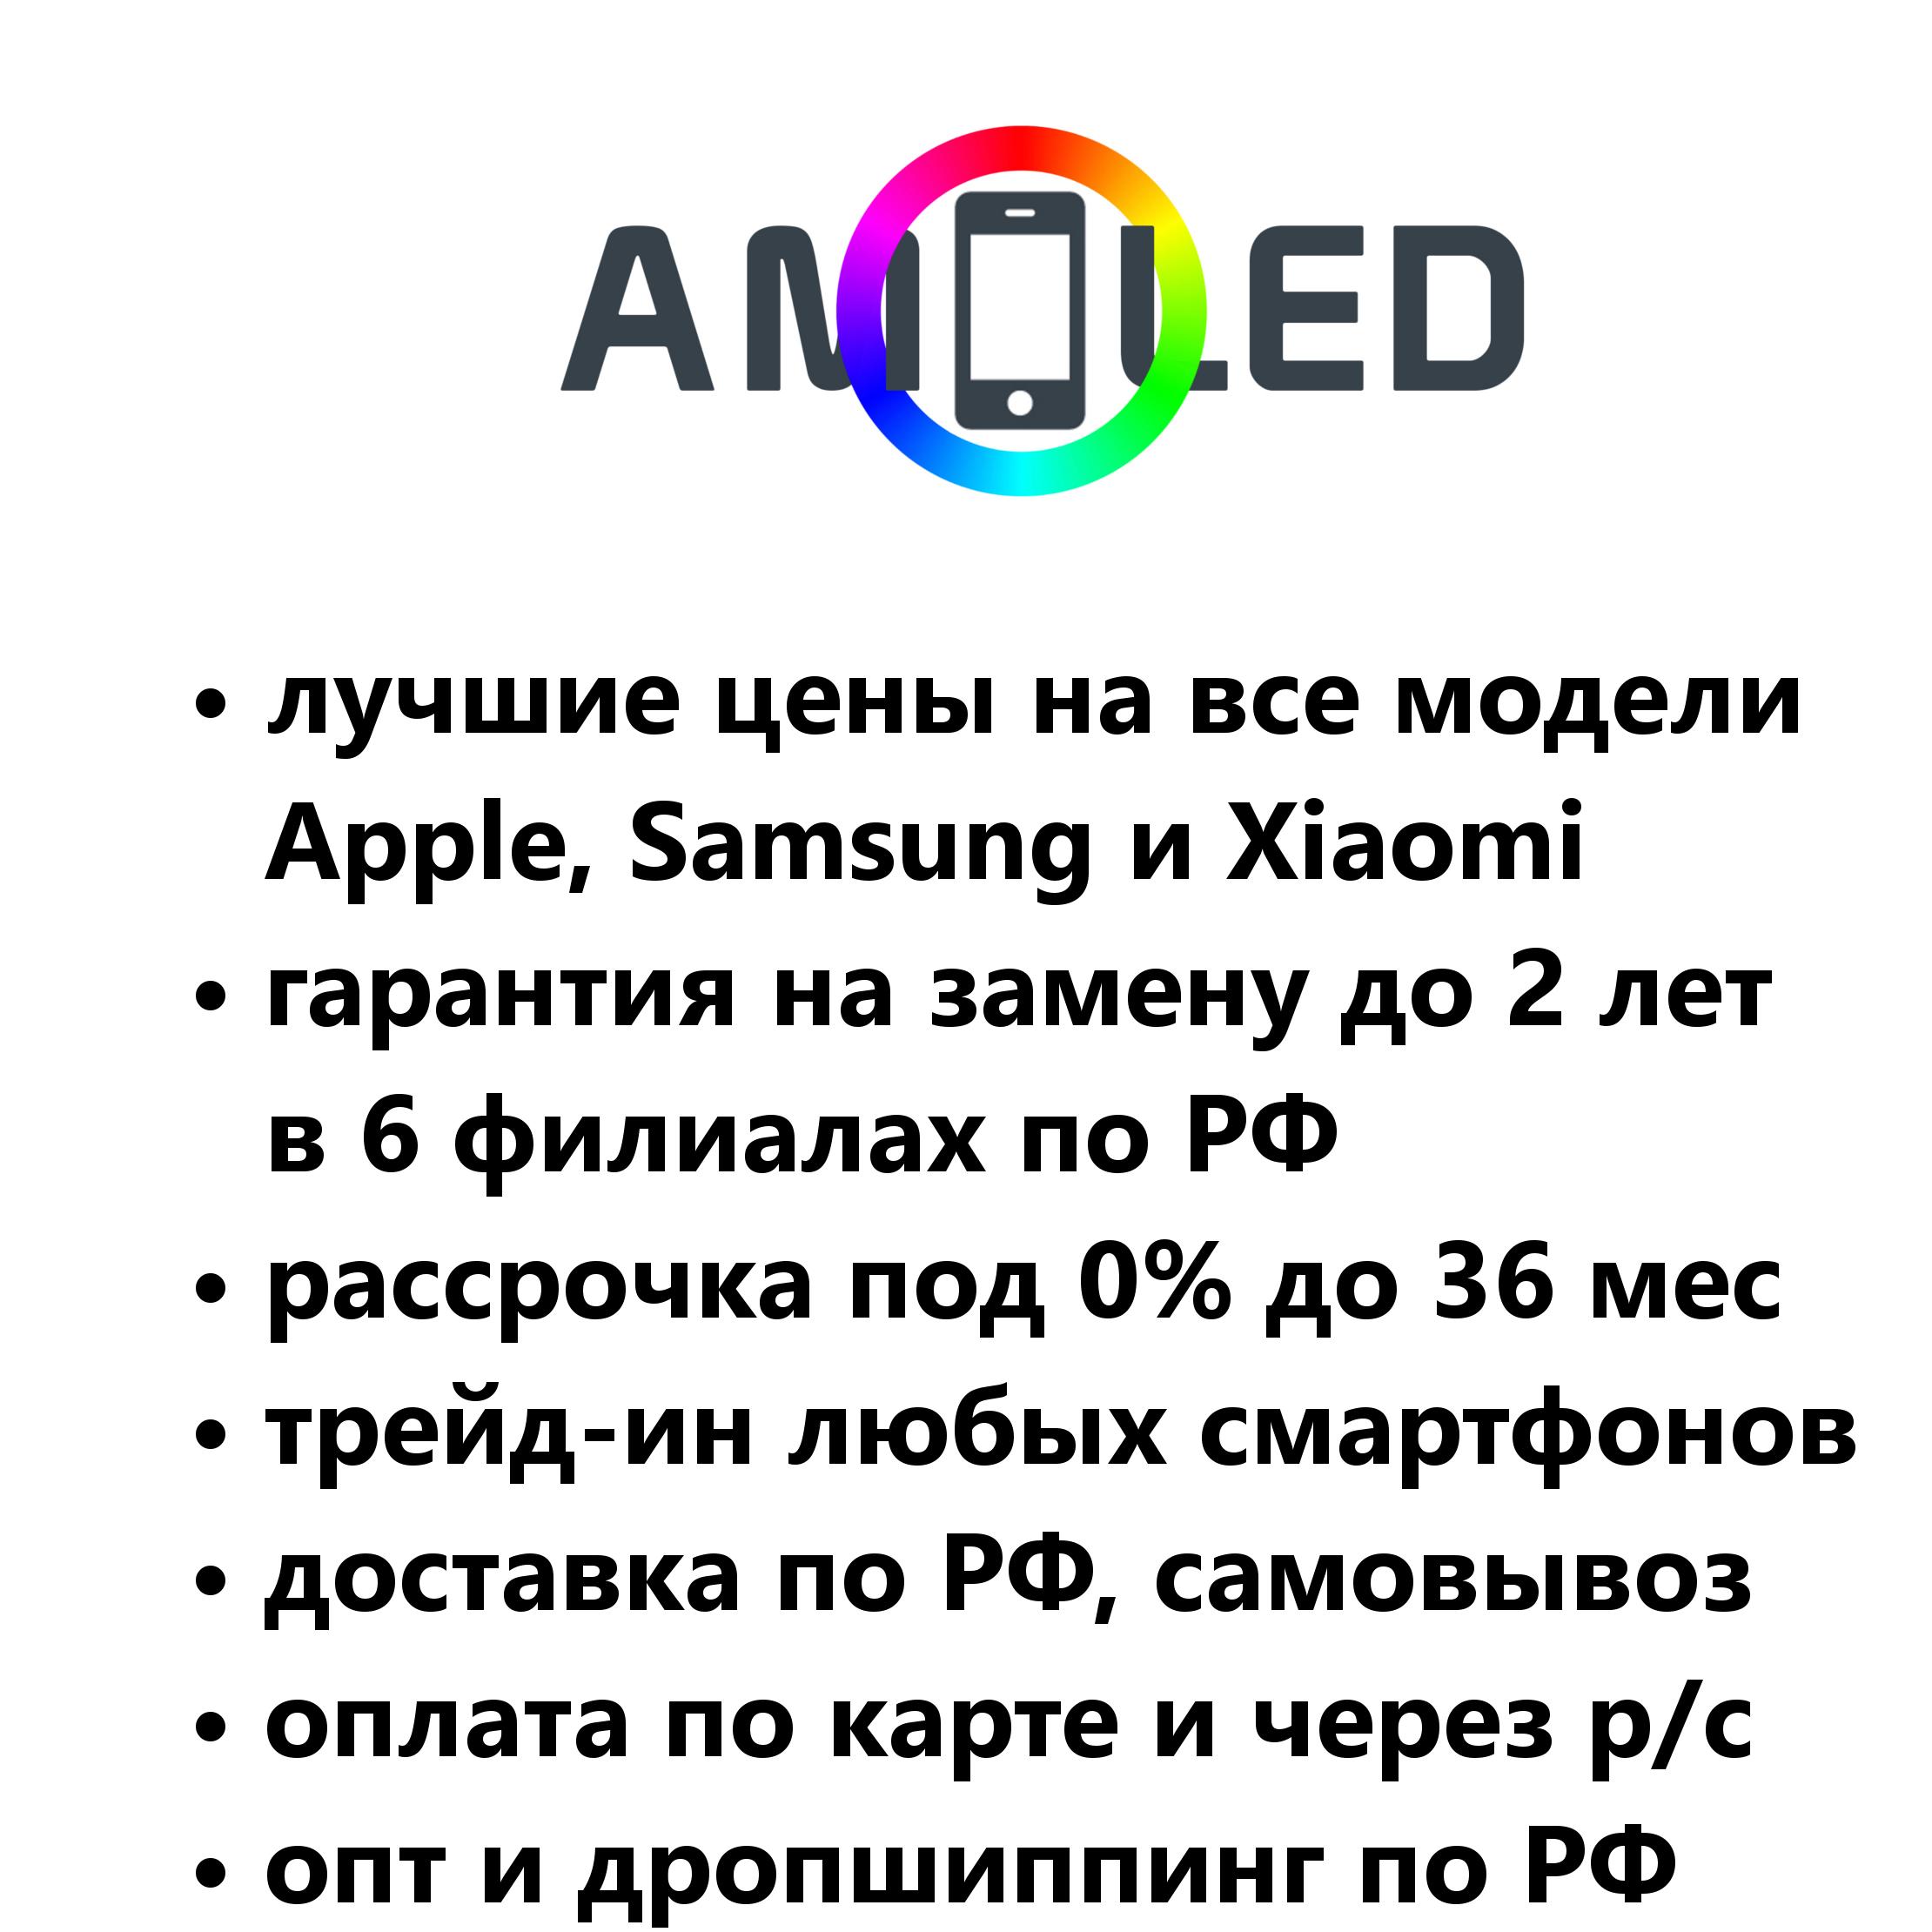 AMOLED
• лучшие цены на все модели
Apple, Samsung и Xiaomi
• гарантия на замену до 2 лет
в 6 филиалах по РФ
• рассрочка под 0% до 36 мес
• трейд-ин любых смартфонов
• доставка по РФ, самовывоз
• оплата по карте и через р/с
• опт и дропшиппинг по РФ